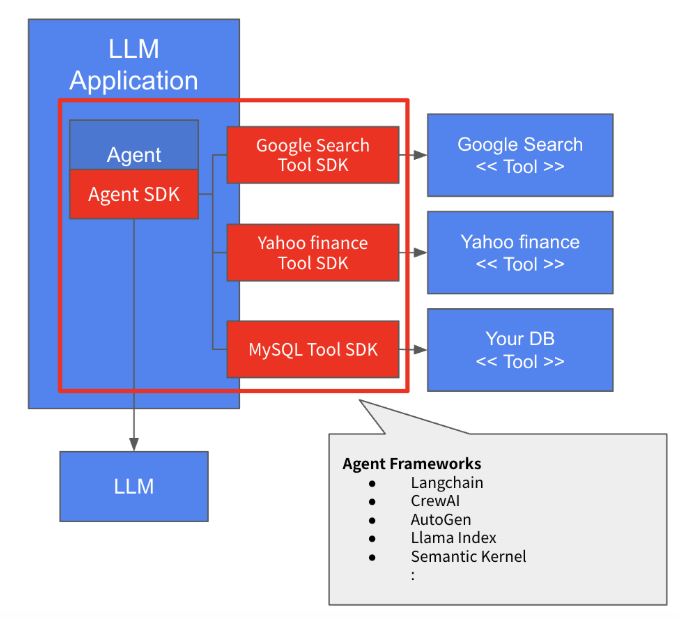 LLM
Application
Agent
Agent SDK
Google Search
Tool SDK
Yahoo finance
Tool SDK
MySQL Tool SDK
Google Search
<< Tool >>
Yahoo finance
<< Tool >>
Your DB
<< Tool >>
LLM
Agent Frameworks
● Langchain
● CrewAI
● AutoGen
● Llama Index
● Semantic Kernel
: